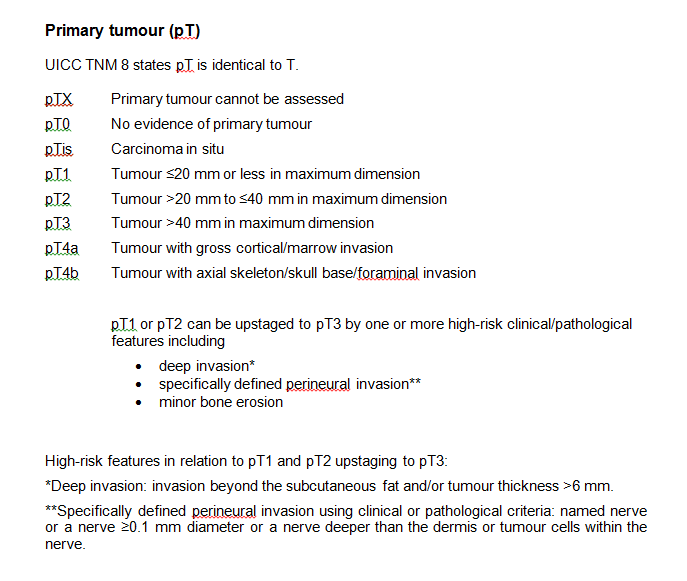 Primary tumour (pT)
UICC TNM 8 states pT is identical to T.
pTX Primary tumour cannot be assessed
pT0 No evidence of primary tumour
pTis Carcinoma in situ
pT1 Tumour ≤20 mm or less in maximum dimension
pT2 Tumour >20 mm to ≤40 mm in maximum dimension
pT3 Tumour >40 mm in maximum dimension
pT4a Tumour with gross cortical/marrow invasion
pT4b Tumour with axial skeleton/skull base/foraminal invasion
pT1 or pT2 can be upstaged to pT3 by one or more high-risk clinical/pathological
features including
• deep invasion*
• specifically defined perineural invasion**
• minor bone erosion
High-risk features in relation to pT1 and pT2 upstaging to pT3:
*Deep invasion: invasion beyond the subcutaneous fat and/or tumour thickness >6 mm.
**Specifically defined perineural invasion using clinical or pathological criteria: named nerve
or a nerve ≥0.1 mm diameter or a nerve deeper than the dermis or tumour cells within the
nerve.